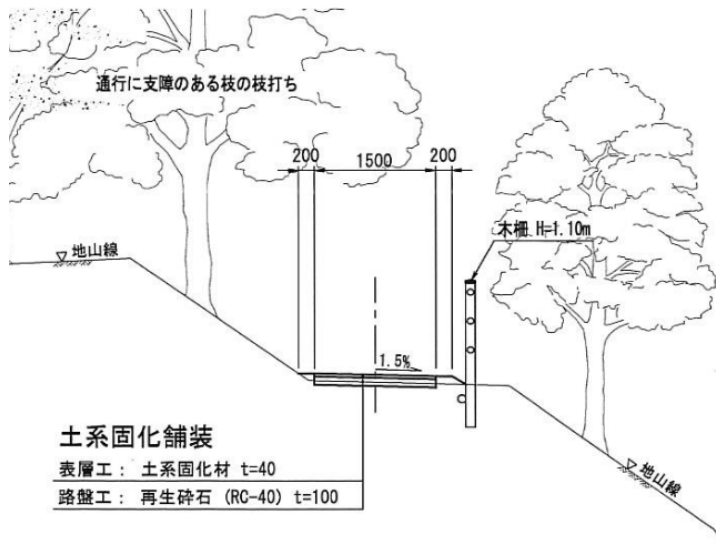 通行に支障のある枝の枝打ち
200 1500 200
木柵 H=1.10m
地山線
1.5%
土系固化舗装
表層工： 土系固化材 t=40
路盤工： 再生砕石 (RC-40) t=100
地山線